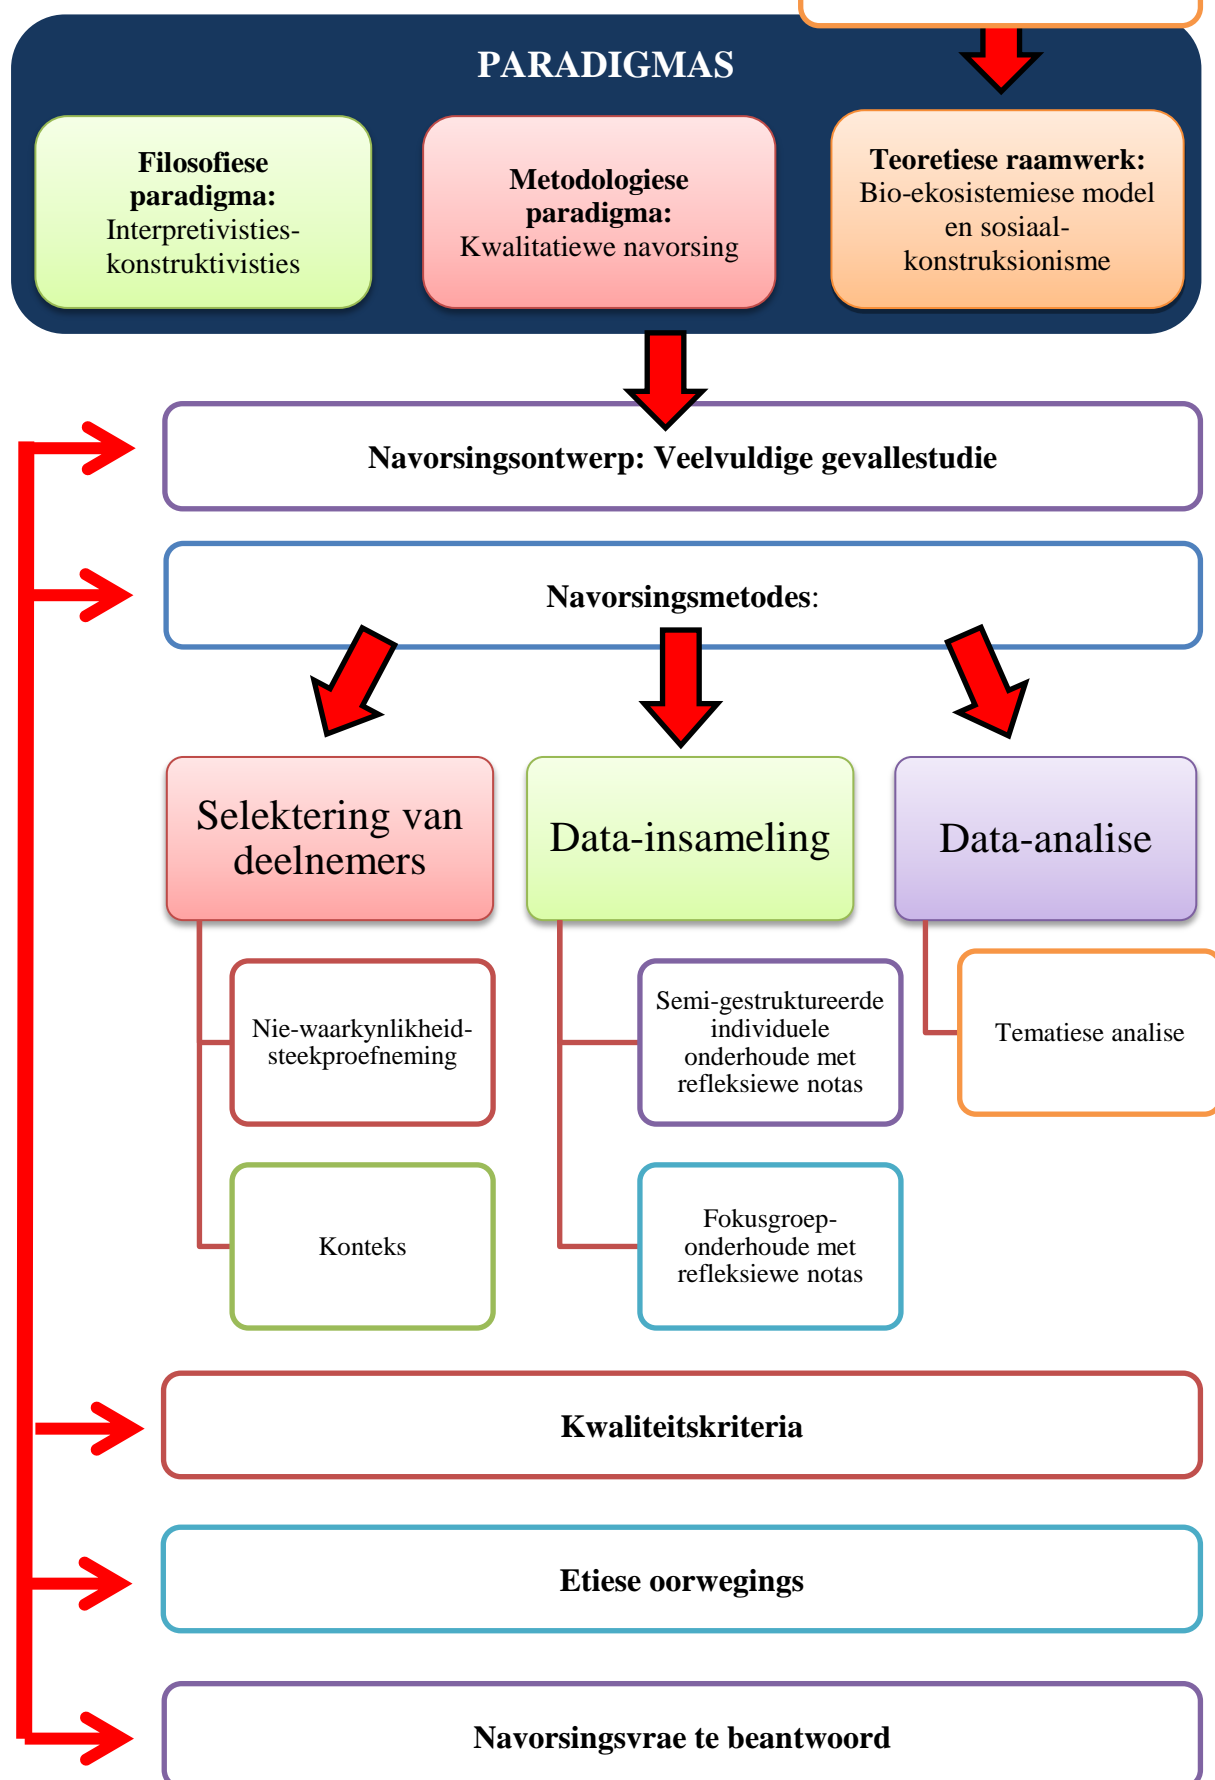 PARADIGMAS
Filosofiese
paradigma:
Interpretivisties-
konstruktivisties
Metodologiese
paradigma:
Kwalitatiewe navorsing
Teoretiese raamwerk:
Bio-ekosistemiese model
en sosiaal-
konstruksionisme
Navorsingsontwerp: Veelvuldige gevallestudie
Navorsingsmetodes:
Selektering van
deelnemers
Data-insameling
Data-analise
Nie-waarkynlikheid-
steekproefneming
Semi-gestruktureerde
individuele
onderhoude met
refleksiewe notas
Tematiese analise
Konteks
Fokusgroep-
onderhoude met
refleksiewe notas
Kwaliteitskriteria
Etiese oorwegings
Navorsingsvrae te beantwoord